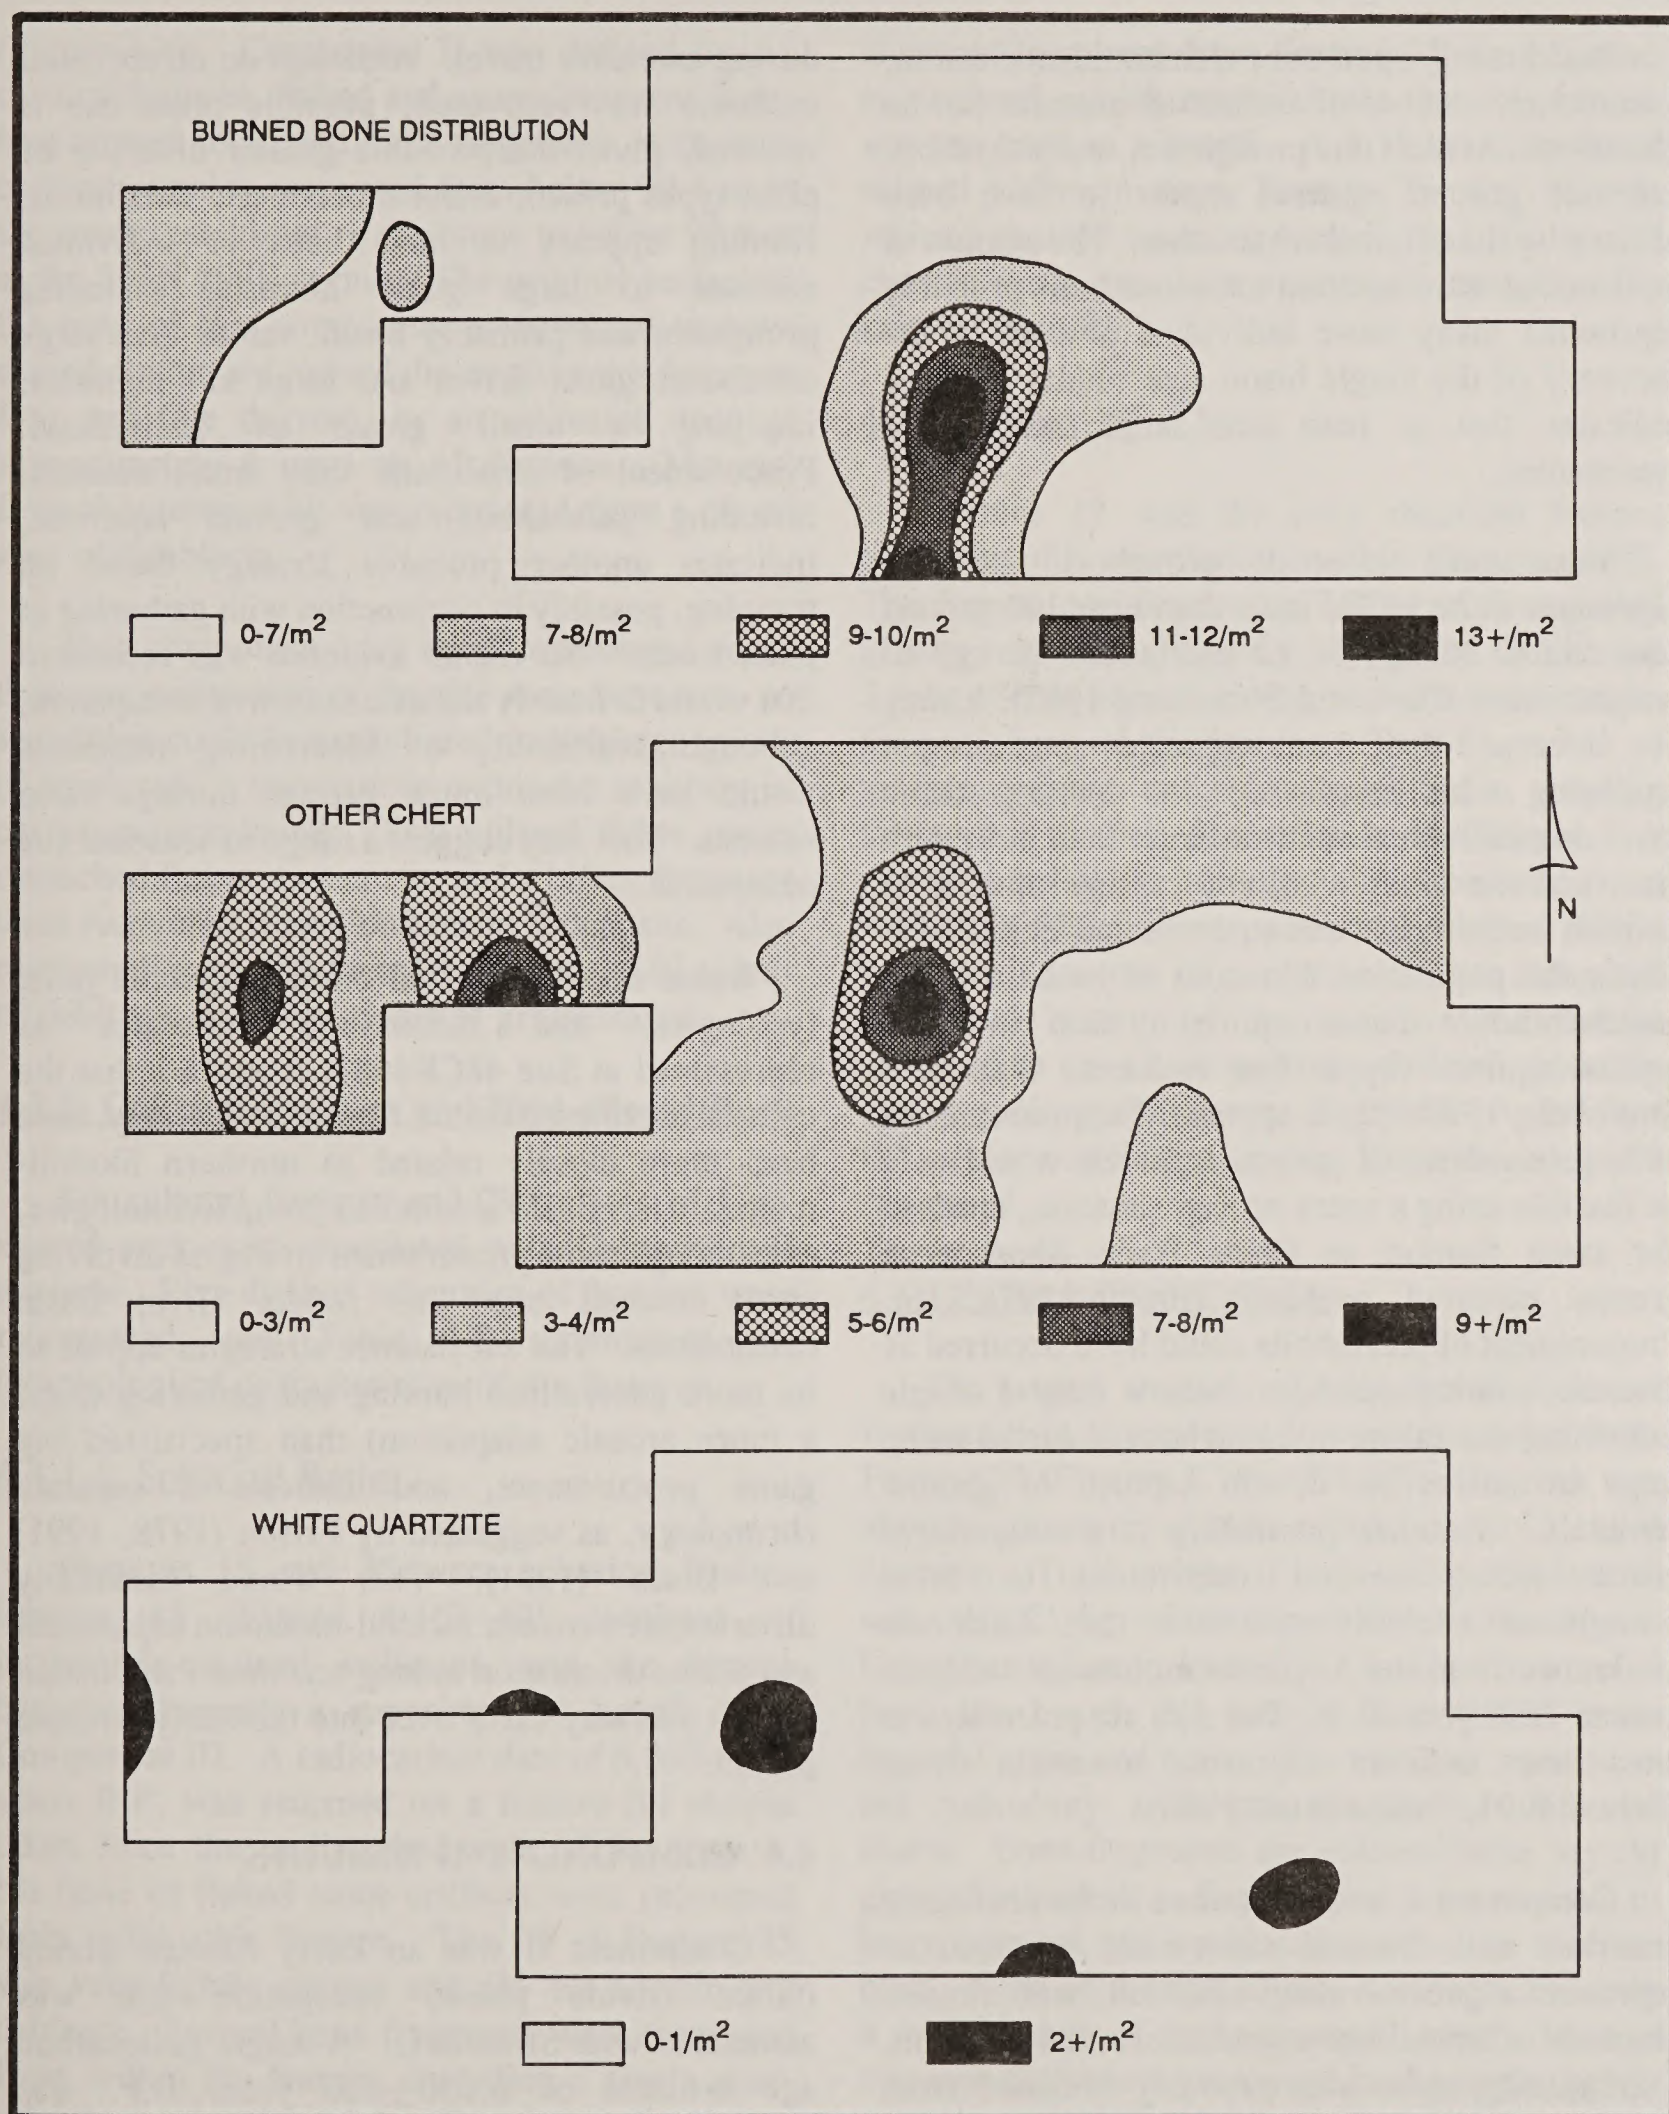 BURNED BONE DISTRIBUTION
0-7/m² 7-8/m² 9-10/m² 11-12/m² 13+/m²
OTHER CHERT
N
0-3/m² 3-4/m² 5-6/m² 7-8/m² 9+/m²
WHITE QUARTZITE
0-1/m² 2+/m²